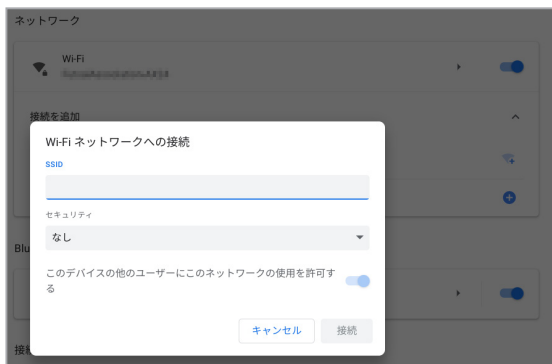 ネットワーク
Wi-Fi
接続を追加
Wi-Fi ネットワークへの接続
SSID
セキュリティ
なし
このデバイスの他のユーザーにこのネットワークの使用を許可す
る
Blu
キャンセル 接続
接続